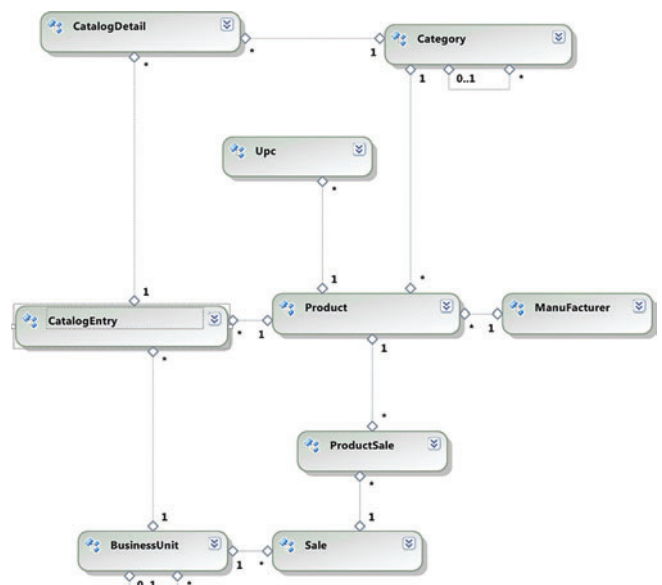 CatalogDetail
*
1
Category
*
1
0..1
*
Upc
*
1
1
*
CatalogEntry
*
1
Product
*
1
ManuFacturer
*
1
*
ProductSale
*
1
1
BusinessUnit
1
*
Sale
0..1
*